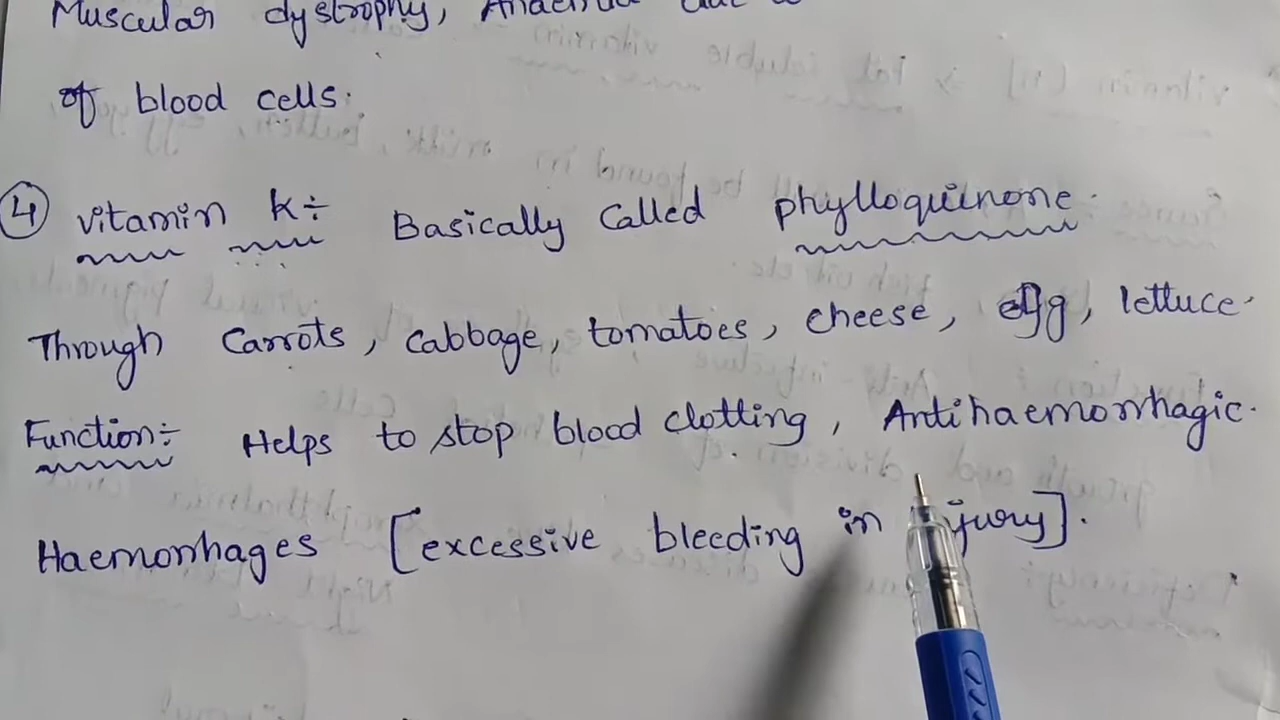 Muscular dystrophy, Anaemia
of blood cells.
④ vitamin k÷ Basically called phylloquinone.
Through carrots, cabbage, tomatoes, cheese, egg, lettuce.
Function÷ Helps to stop blood clotting, Antihaemorrhagic.
Haemorrhages [excessive bleeding in injury].